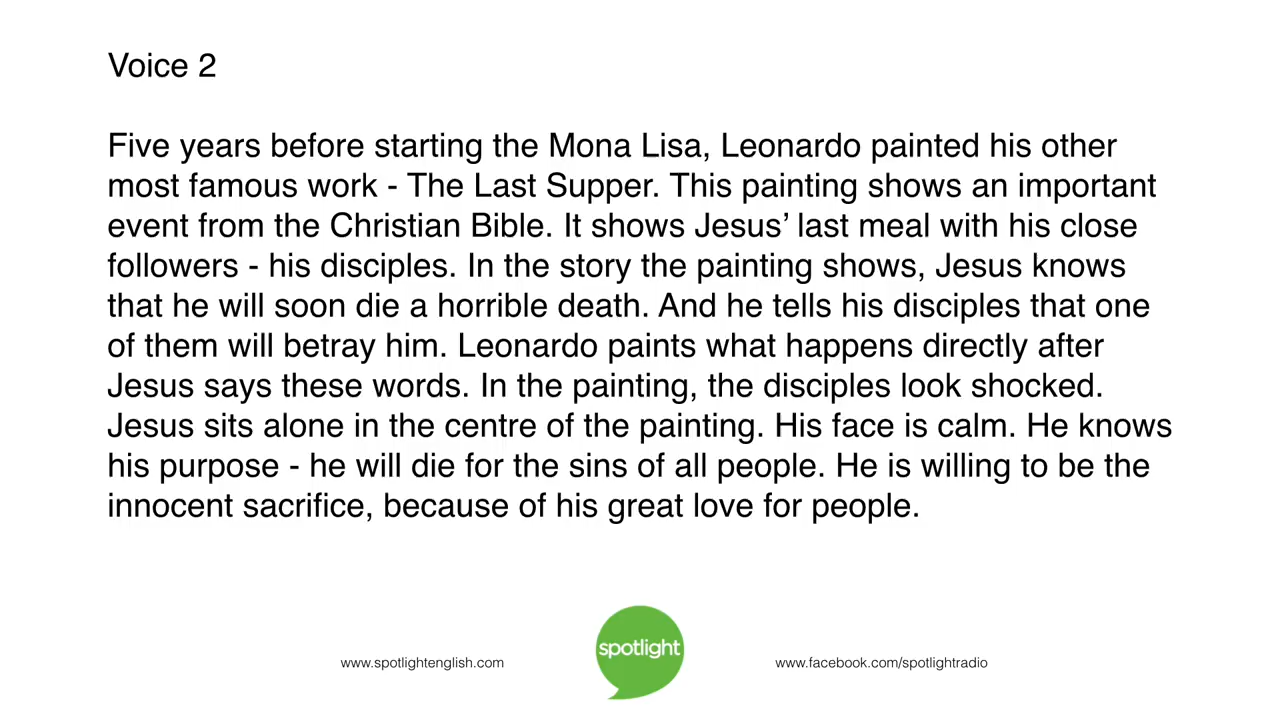 Voice 2
Five years before starting the Mona Lisa, Leonardo painted his other
most famous work - The Last Supper. This painting shows an important
event from the Christian Bible. It shows Jesus’ last meal with his close
followers - his disciples. In the story the painting shows, Jesus knows
that he will soon die a horrible death. And he tells his disciples that one
of them will betray him. Leonardo paints what happens directly after
Jesus says these words. In the painting, the disciples look shocked.
Jesus sits alone in the centre of the painting. His face is calm. He knows
his purpose - he will die for the sins of all people. He is willing to be the
innocent sacrifice, because of his great love for people.
www.spotlightenglish.com
spotlight
www.facebook.com/spotlightradio